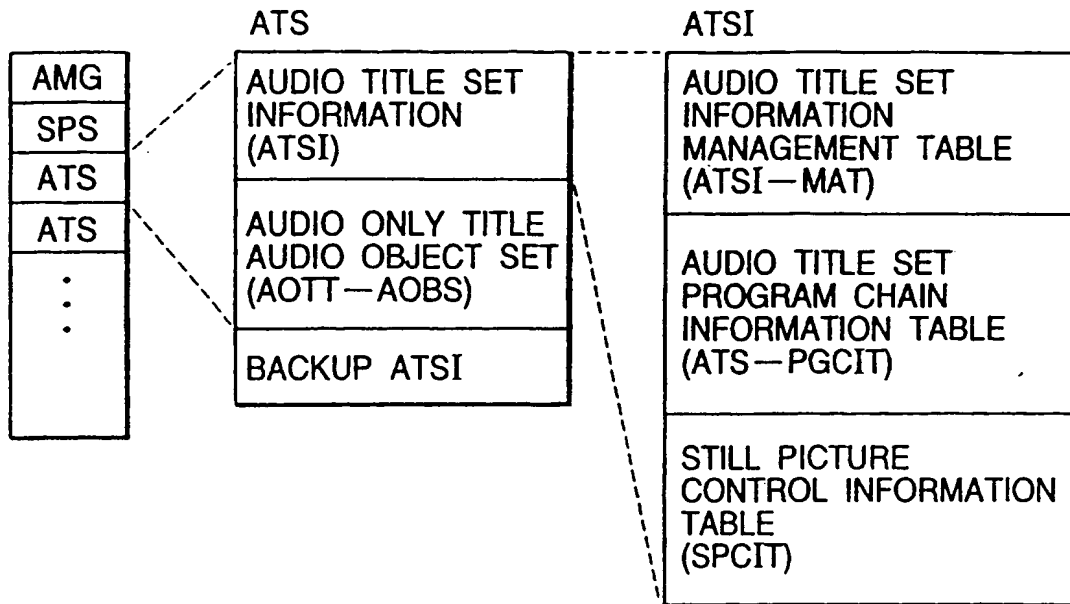 AMG
SPS
ATS
ATS
ATS
AUDIO TITLE SET
INFORMATION
(ATSI)
AUDIO ONLY TITLE
AUDIO OBJECT SET
(AOTT—AOBS)
BACKUP ATSI
ATSI
AUDIO TITLE SET
INFORMATION
MANAGEMENT TABLE
(ATSI—MAT)
AUDIO TITLE SET
PROGRAM CHAIN
INFORMATION TABLE
(ATS—PGCIT)
STILL PICTURE
CONTROL INFORMATION
TABLE
(SPCIT)